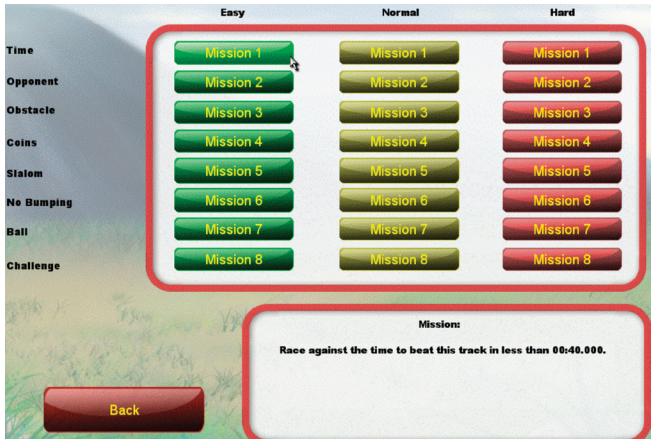 Easy Normal Hard
Time Mission 1 Mission 1 Mission 1
Opponent Mission 2 Mission 2 Mission 2
Obstacle Mission 3 Mission 3 Mission 3
Coins Mission 4 Mission 4 Mission 4
Slalom Mission 5 Mission 5 Mission 5
No Bumping Mission 6 Mission 6 Mission 6
Ball Mission 7 Mission 7 Mission 7
Challenge Mission 8 Mission 8 Mission 8
Mission:
Race against the time to beat this track in less than 00:40.000.
Back